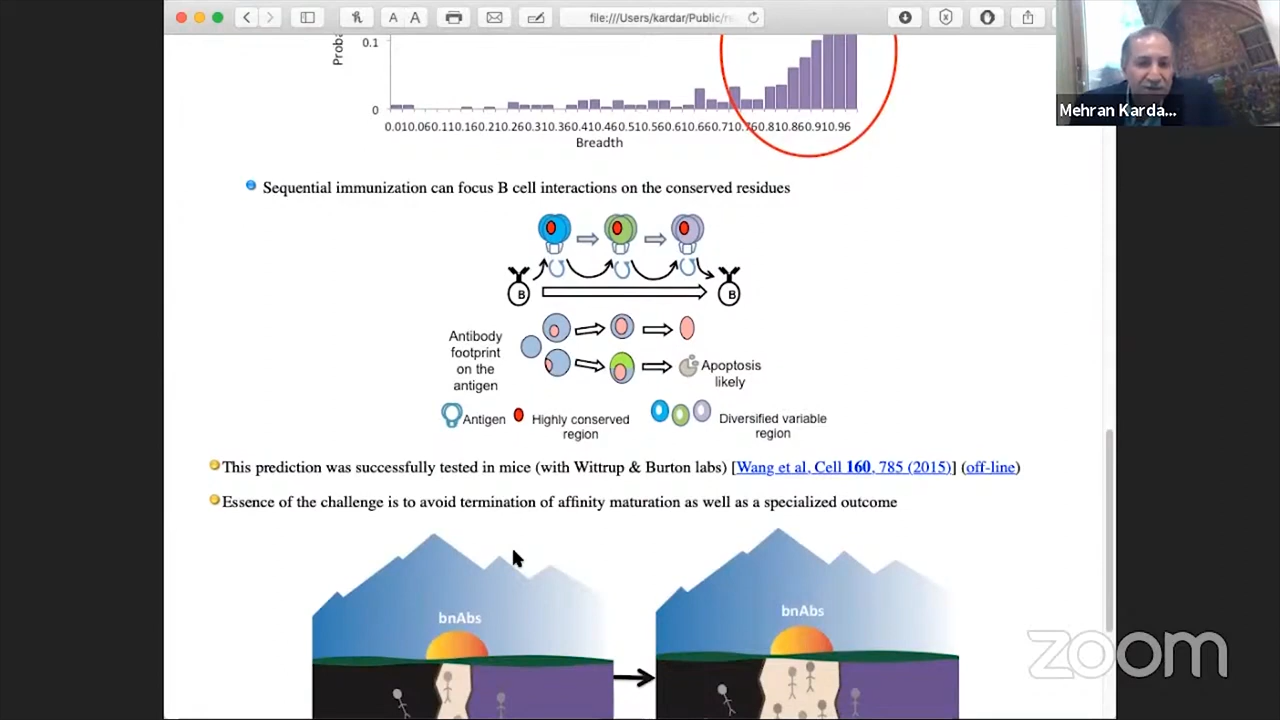 A A
file:///Users/kardar/Public/r
Proba
0.1
0
0.010.060.110.160.210.260.310.360.410.460.510.560.610.660.710.760.810.860.910.96
Breadth
Mehran Karda...
Sequential immunization can focus B cell interactions on the conserved residues
B
B
Antibody
footprint
on the
antigen
Apoptosis
likely
Antigen
Highly conserved
region
Diversified variable
region
This prediction was successfully tested in mice (with Wittrup & Burton labs) [Wang et al, Cell 160, 785 (2015)] (off-line)
Essence of the challenge is to avoid termination of affinity maturation as well as a specialized outcome
bnAbs
bnAbs
zoom